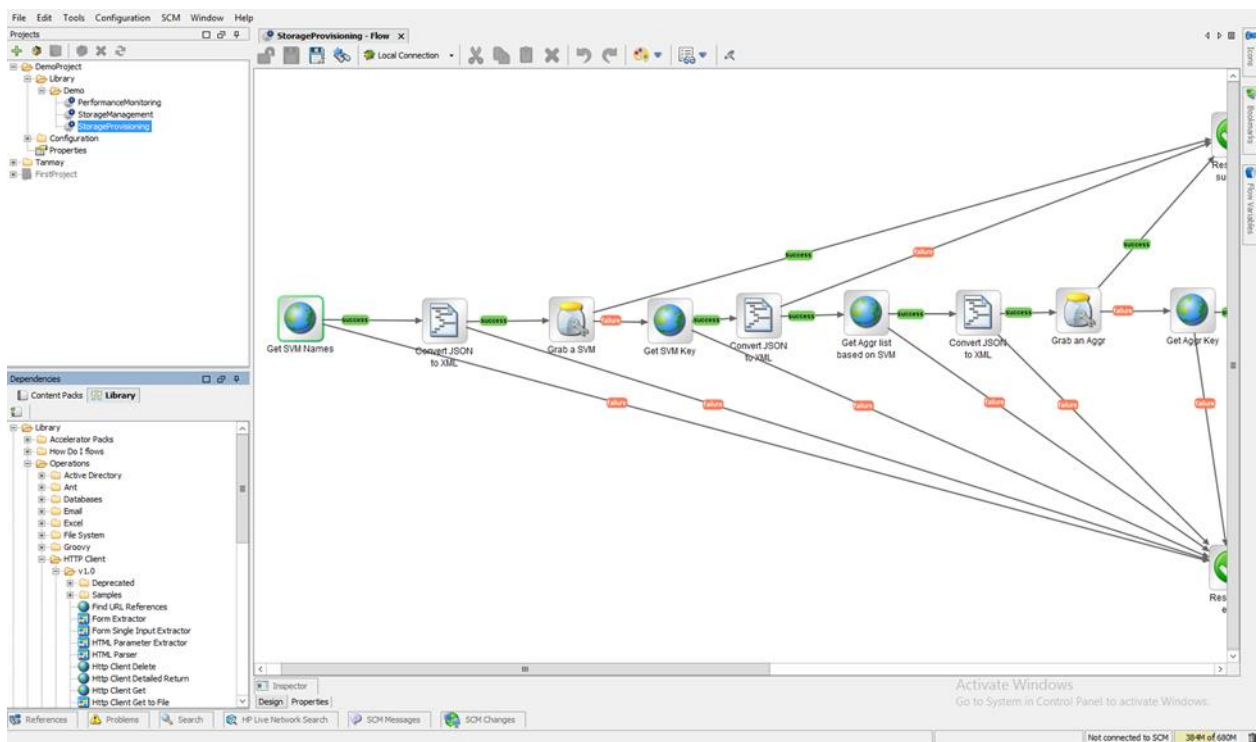 File Edit Tools Configuration SCM Window Help
Projects
DemoProject
Library
Demo
PerformanceMonitoring
StorageManagement
StorageProvisioning
Configuration
Properties
Tanmay
FirstProject
Dependencies
Content Packs Library
Library
Accelerator Packs
How Do I flows
Operations
Active Directory
Ant
Databases
Email
Excel
File System
Groovy
HTTP Client
v1.0
Deprecated
Samples
Find URL References
Form Extractor
Form Single Input Extractor
HTML Parameter Extractor
HTML Parser
Http Client Delete
Http Client Detailed Return
Http Client Get
Http Client Get to File
StorageProvisioning - Flow
Local Connection
Res
su
success
failure
success
success
success
failure
success
success
success
success
failure
Get SVM Names
Convert JSON
to XML
Grab a SVM
Get SVM Key
Convert JSON
to XML
Get Aggr list
based on SVM
Convert JSON
to XML
Grab an Aggr
Get Aggr Key
failure
failure
failure
failure
failure
failure
Res
e
Icons
Bookmarks
Flow Variables
Inspector
Design Properties
Activate Windows
Go to System in Control Panel to activate Windows.
References Problems Search HP Live Network Search SCM Messages SCM Changes
Not connected to SCM 384M of 680M